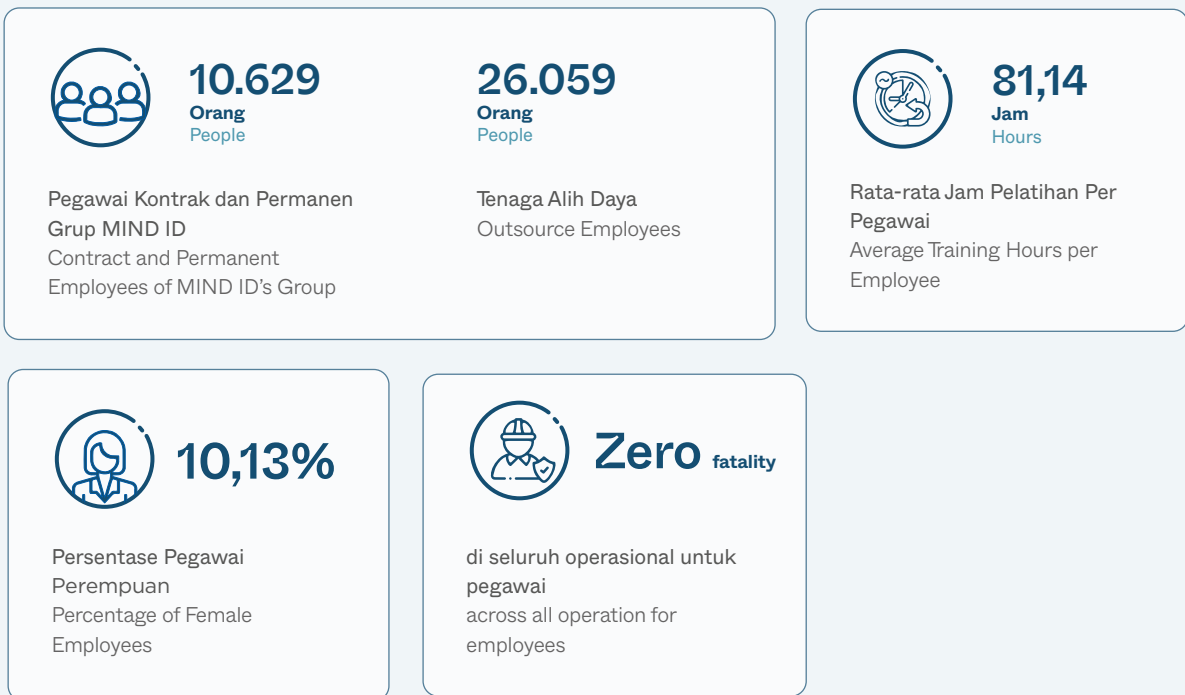 10.629
Orang
People
Pegawai Kontrak dan Permanen
Grup MIND ID
Contract and Permanent
Employees of MIND ID's Group
26.059
Orang
People
Tenaga Alih Daya
Outsource Employees
81,14
Jam
Hours
Rata-rata Jam Pelatihan Per
Pegawai
Average Training Hours per
Employee
10,13%
Persentase Pegawai
Perempuan
Percentage of Female
Employees
Zero fatality
di seluruh operasional untuk
pegawai
across all operation for
employees